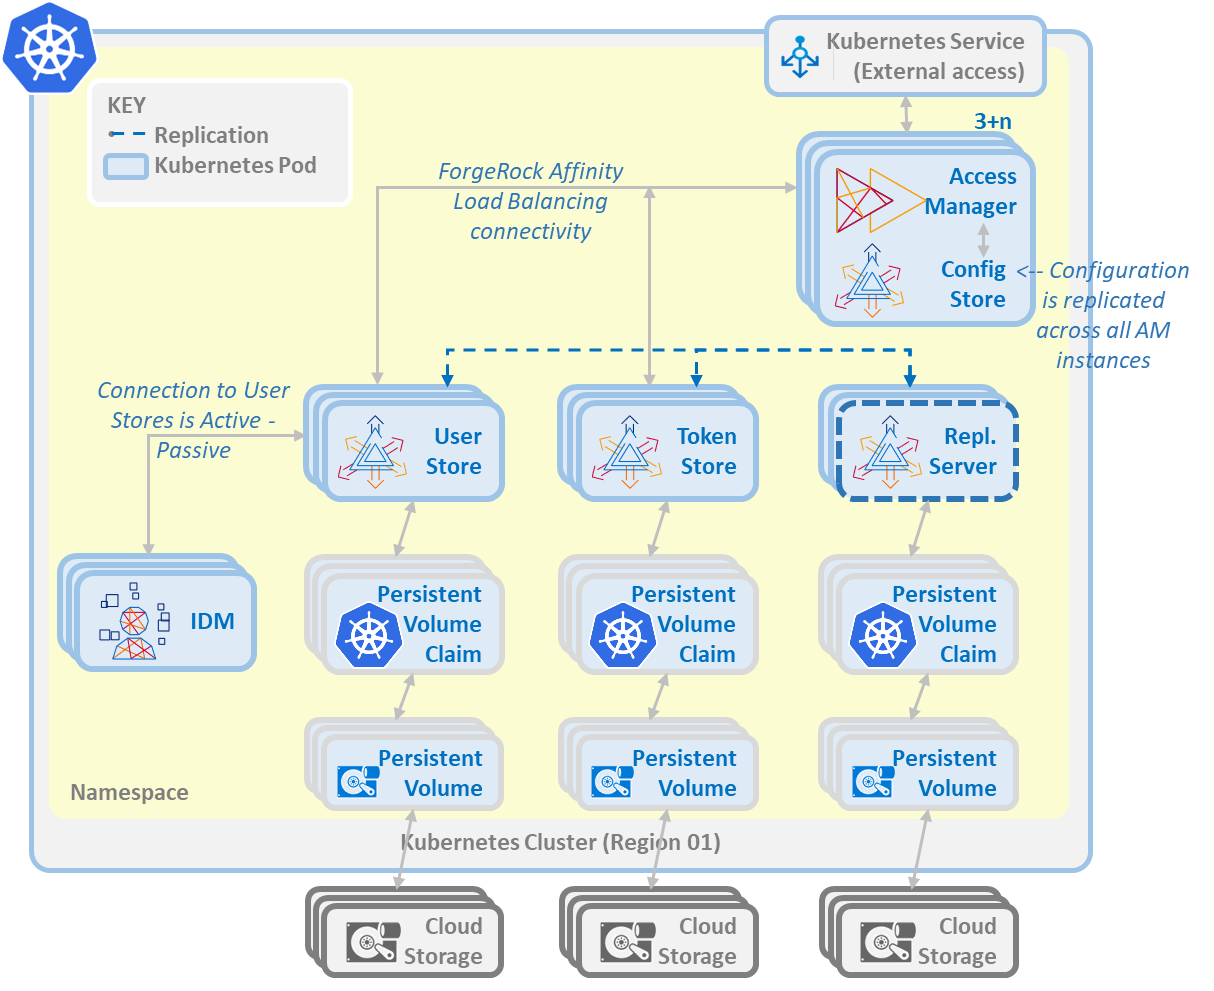 Kubernetes Service
(External access)
KEY
Replication
Kubernetes Pod
3+n
ForgeRock Affinity
Load Balancing
connectivity
Access
Manager
Config
Store
<-- Configuration
is replicated
across all AM
instances
Connection to User
Stores is Active -
Passive
User
Store
Token
Store
Repl.
Server
IDM
Persistent
Volume
Claim
Persistent
Volume
Claim
Persistent
Volume
Claim
Persistent
Volume
Persistent
Volume
Persistent
Volume
Namespace
Kubernetes Cluster (Region 01)
Cloud
Storage
Cloud
Storage
Cloud
Storage